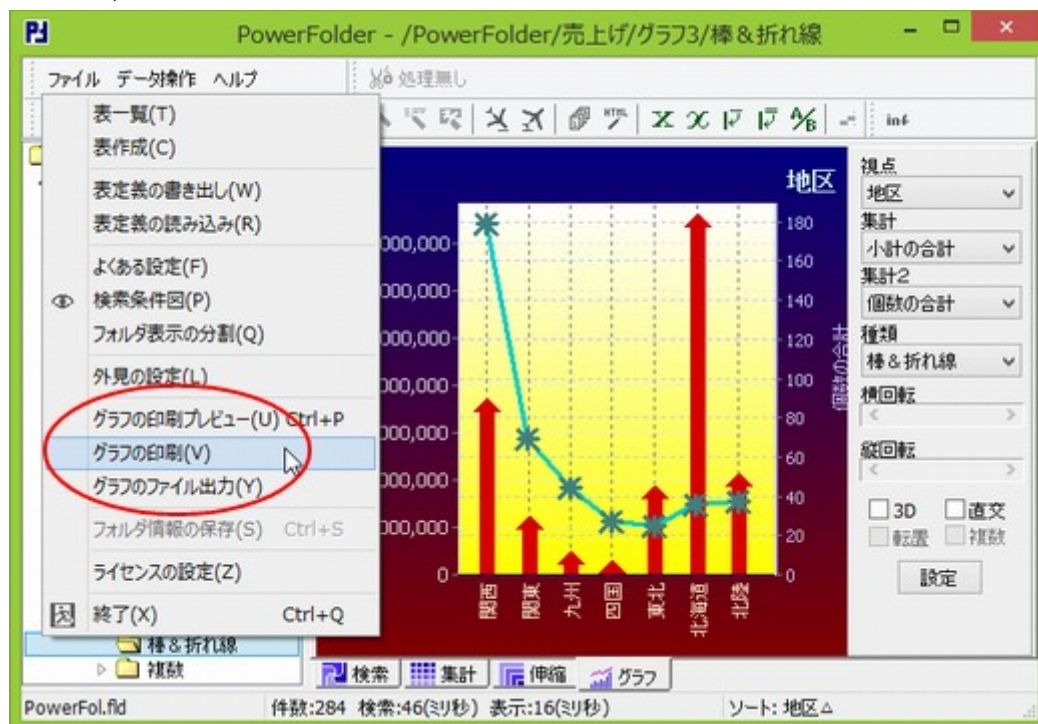 PowerFolder - /PowerFolder/売上げ/グラフ3/棒&折れ線
ファイル データ操作 ヘルプ
処理無し
表一覧(T)
表作成(C)
表定義の書き出し(W)
表定義の読み込み(R)
よくある設定(F)
検索条件図(P)
フォルダ表示の分割(Q)
外見の設定(L)
グラフの印刷プレビュー(U) Ctrl+P
グラフの印刷(V)
グラフのファイル出力(Y)
フォルダ情報の保存(S) Ctrl+S
ライセンスの設定(Z)
終了(X) Ctrl+Q
棒&折れ線
複数
HTML
A/B
inf
地区
000,000
000,000
000,000
000,000
000,000
000,000
000,000
0
180
160
140
120
100
80
60
40
20
0
個数の合計
関西
関東
九州
四国
東北
北海道
北陸
視点
地区
集計
小計の合計
集計2
個数の合計
種類
棒&折れ線
横回転
縦回転
3D 直交
転置 複数
設定
検索 集計 伸縮 グラフ
PowerFol.fld 件数:284 検索:46(ミリ秒) 表示:16(ミリ秒) ソート: 地区△